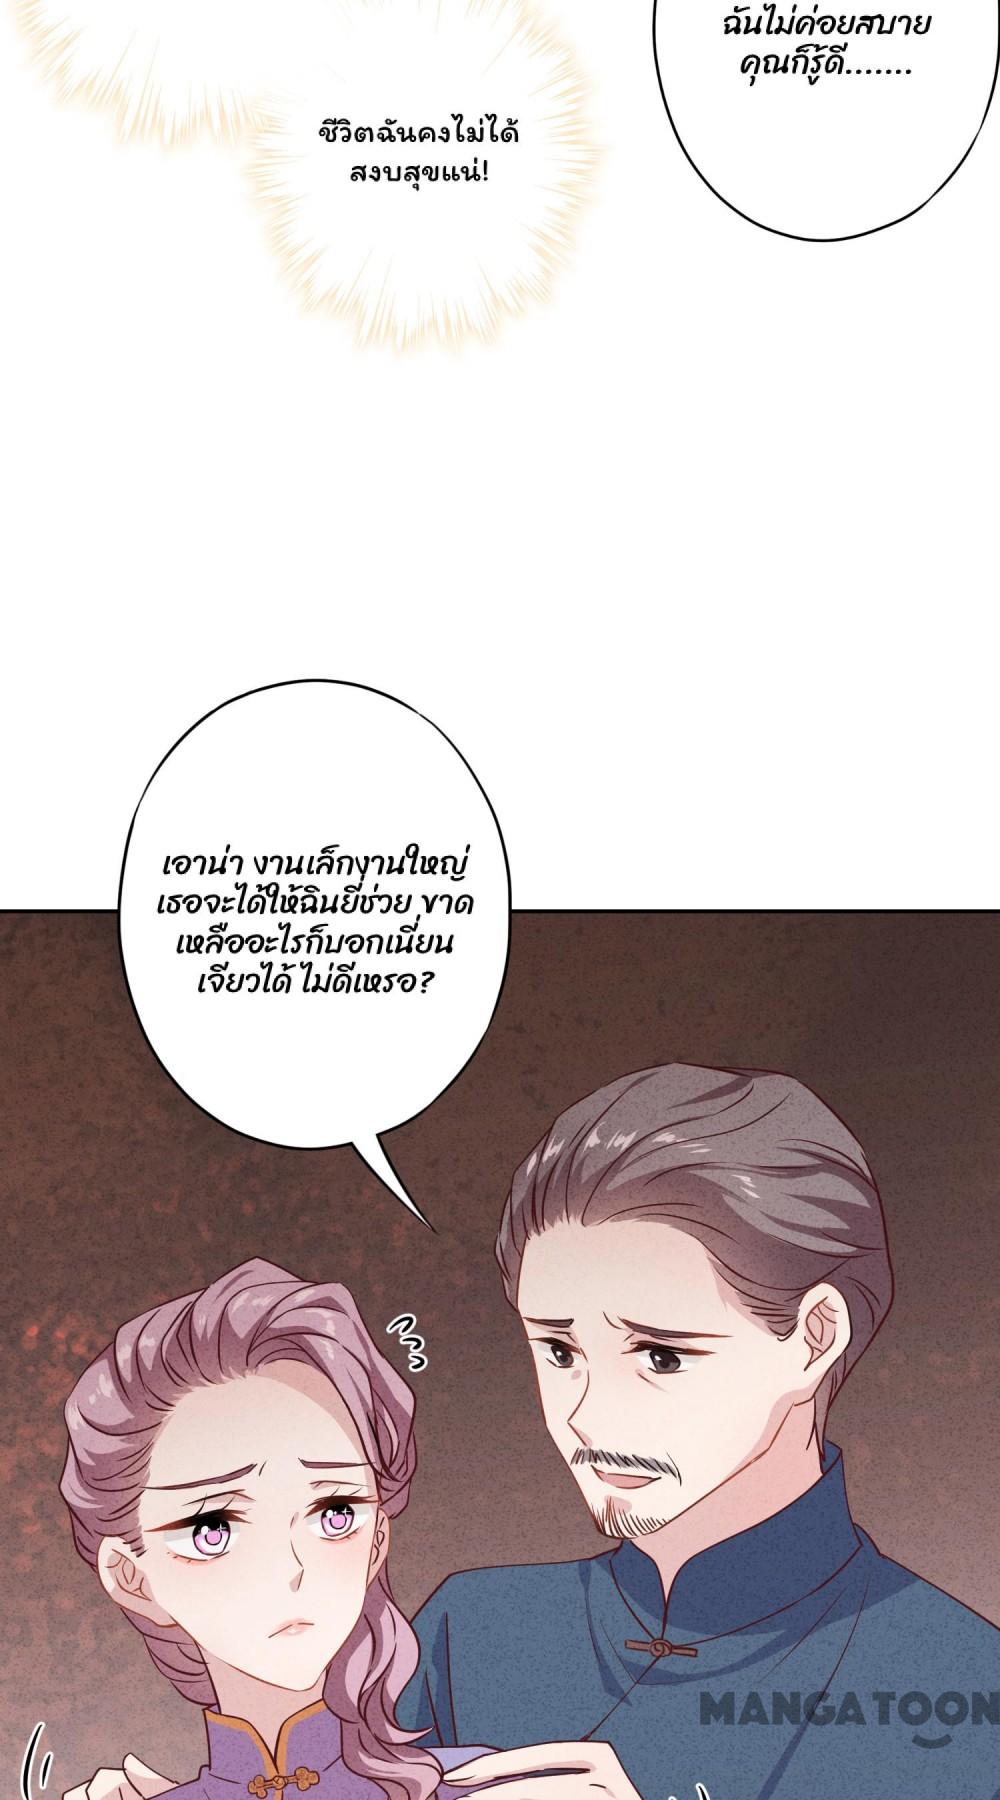 ฉันไม่ค่อยสบาย
คุณก็รู้ดี.......
ชีวิตฉันคงไม่ได้
สงบสุขแน่!
เอาน่า งานเล็กงานใหญ่
เธอจะได้ให้ฉินยี่ช่วย ขาด
เหลืออะไรก็บอกเนี่ยน
เจียวได้ ไม่ดีเหรอ?
MANGATOON